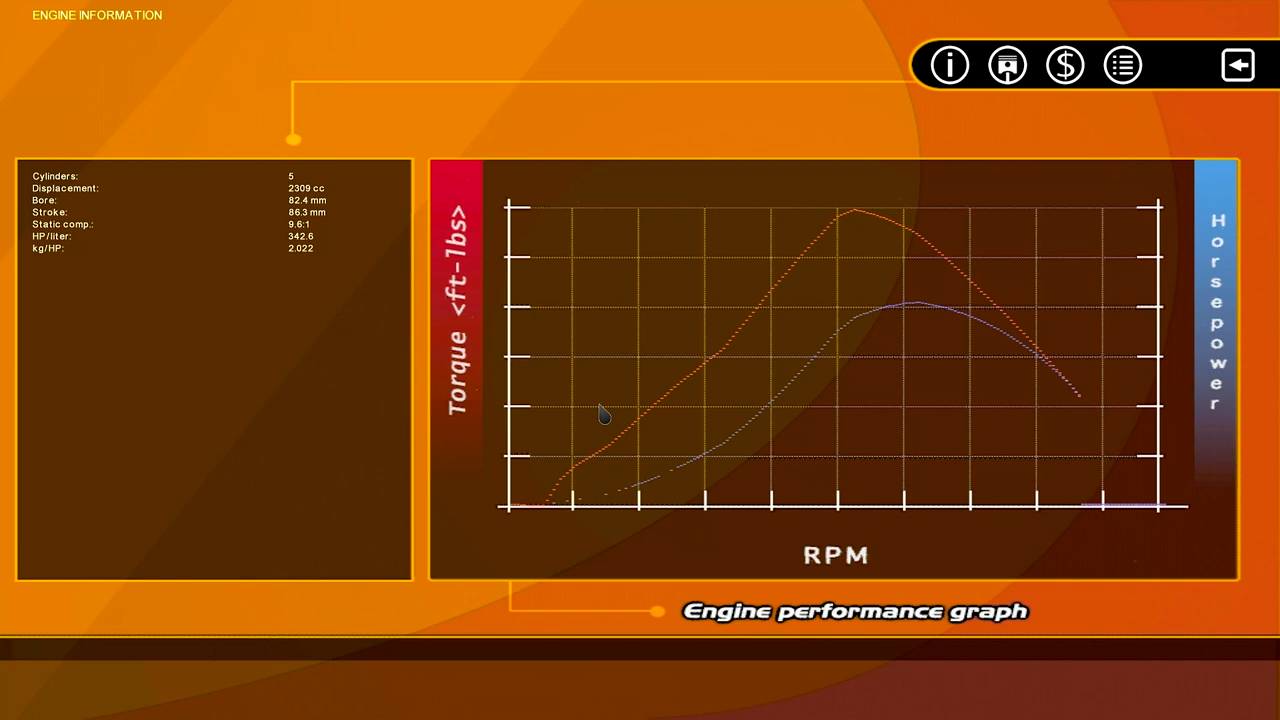 ENGINE INFORMATION
Cylinders: 5
Displacement: 2309 cc
Bore: 82.4 mm
Stroke: 86.3 mm
Static comp.: 9.6:1
HP/liter: 342.6
kg/HP: 2.022
Torque <ft-lbs>
Horsepower
RPM
Engine performance graph